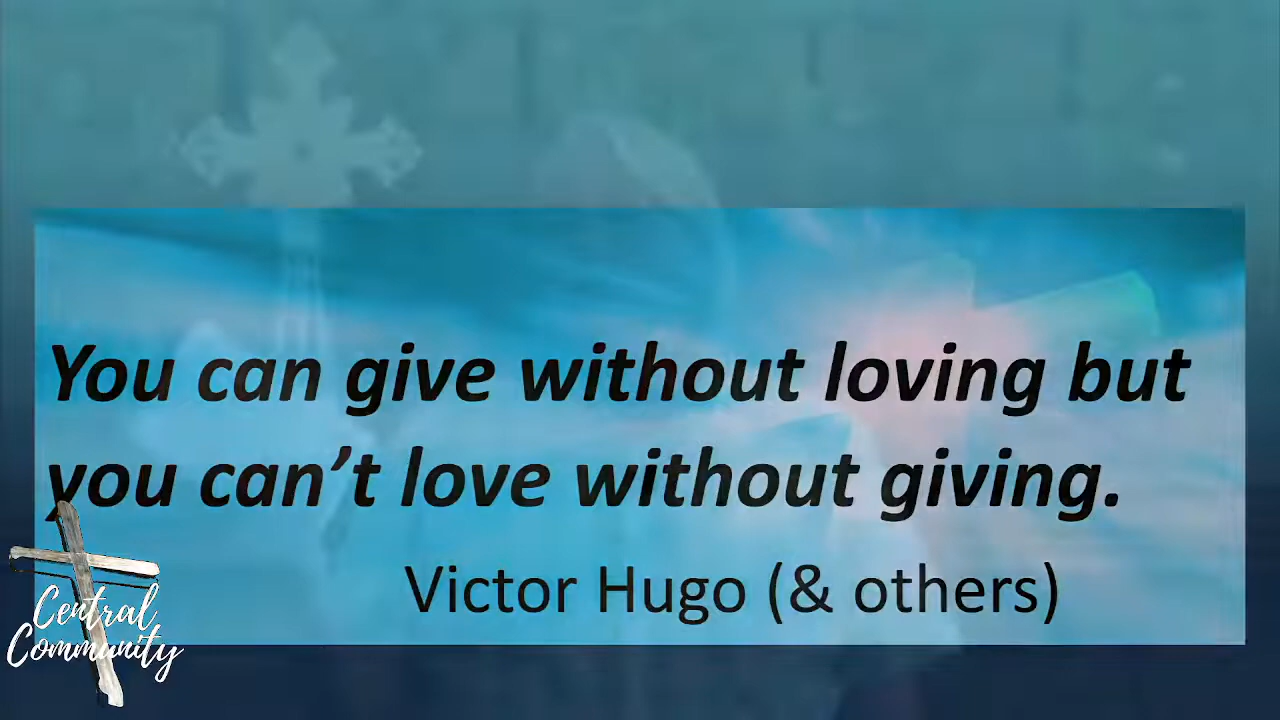 You can give without loving but
you can’t love without giving.
Victor Hugo (& others)
Central
Community